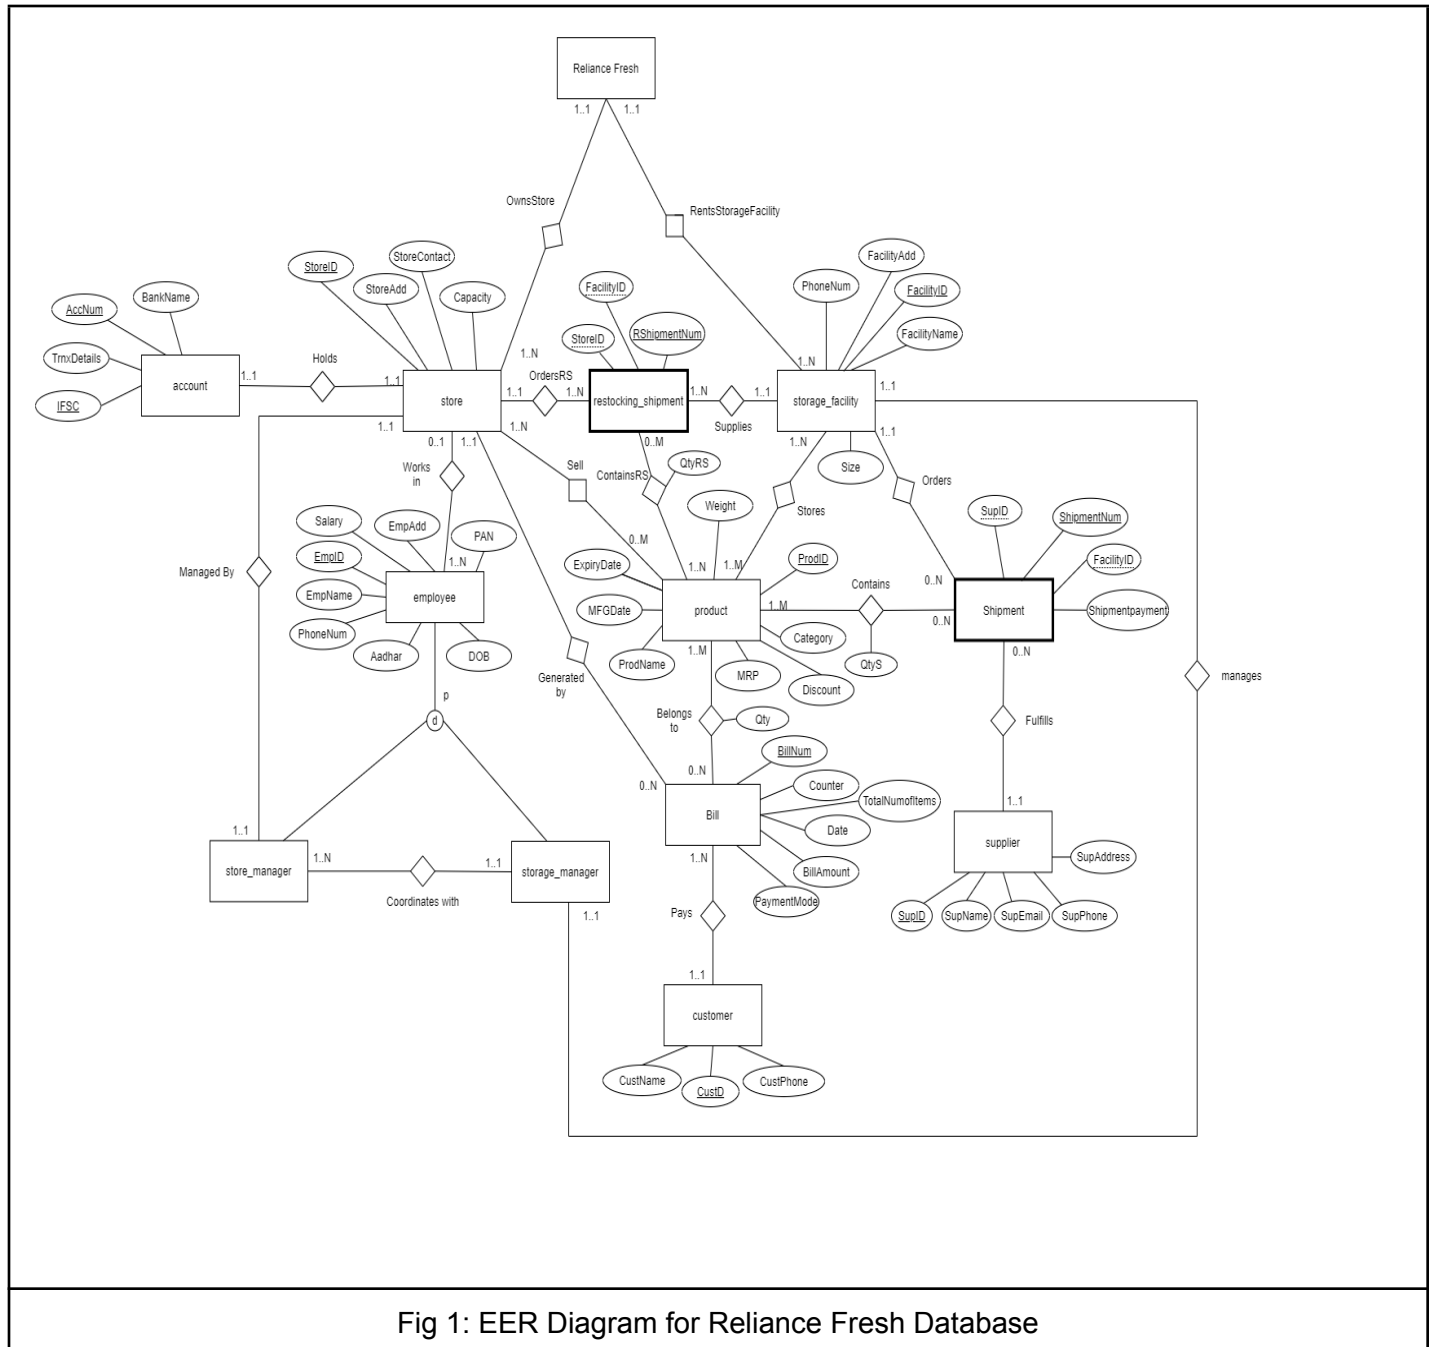 Reliance Fresh
1..1
1..1
OwnsStore
RentsStorageFacility
StoreID
StoreContact
StoreAdd
Capacity
FacilityID
StoreID
RShipmentNum
PhoneNum
FacilityAdd
FacilityID
FacilityName
AccNum
BankName
TrnxDetails
IFSC
account
1..1
Holds
1..1
store
1..N
1..1
OrdersRS
1..N
restocking_shipment
1..N
Supplies
1..1
1..N
storage_facility
1..1
1..1
1..N
Size
1..1
0..1
1..1
1..N
Works
in
Sell
0..M
ContainsRS
QtyRS
Weight
Stores
Orders
SupID
ShipmentNum
FacilityID
Shipmentpayment
Salary
EmpAdd
PAN
EmpID
EmpName
PhoneNum
Aadhar
DOB
1..N
employee
Managed By
0..M
1..N
1..M
ExpiryDate
MFGDate
ProdName
product
ProdID
Category
MRP
Discount
1..M
1..M
Contains
QtyS
0..N
0..N
Shipment
0..N
p
d
Generated
by
Belongs
to
Qty
Fulfills
manages
0..N
0..N
BillNum
Counter
TotalNumofItems
Date
BillAmount
PaymentMode
Bill
1..N
1..1
supplier
SupAddress
SupID
SupName
SupEmail
SupPhone
1..1
store_manager
1..N
Coordinates with
1..1
storage_manager
1..1
Pays
1..1
customer
CustName
CustD
CustPhone
Fig 1: EER Diagram for Reliance Fresh Database